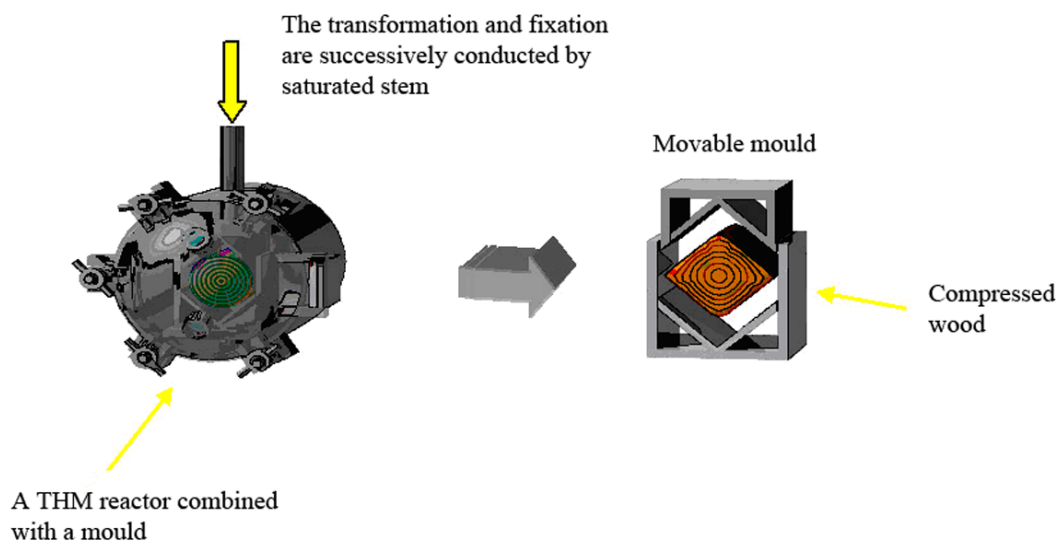 The transformation and fixation
are successively conducted by
saturated stem
Movable mould
Compressed
wood
A THM reactor combined
with a mould